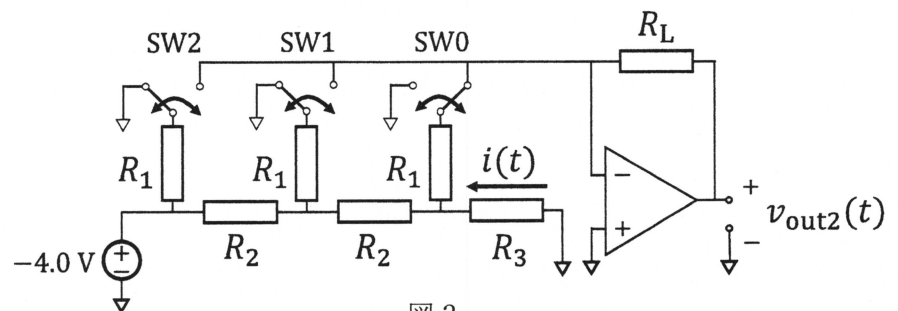 SW2 SW1 SW0 R_L
R_1 R_1 R_1 i(t)
− + + − v_out2(t)
−4.0 V + − R_2 R_2 R_3